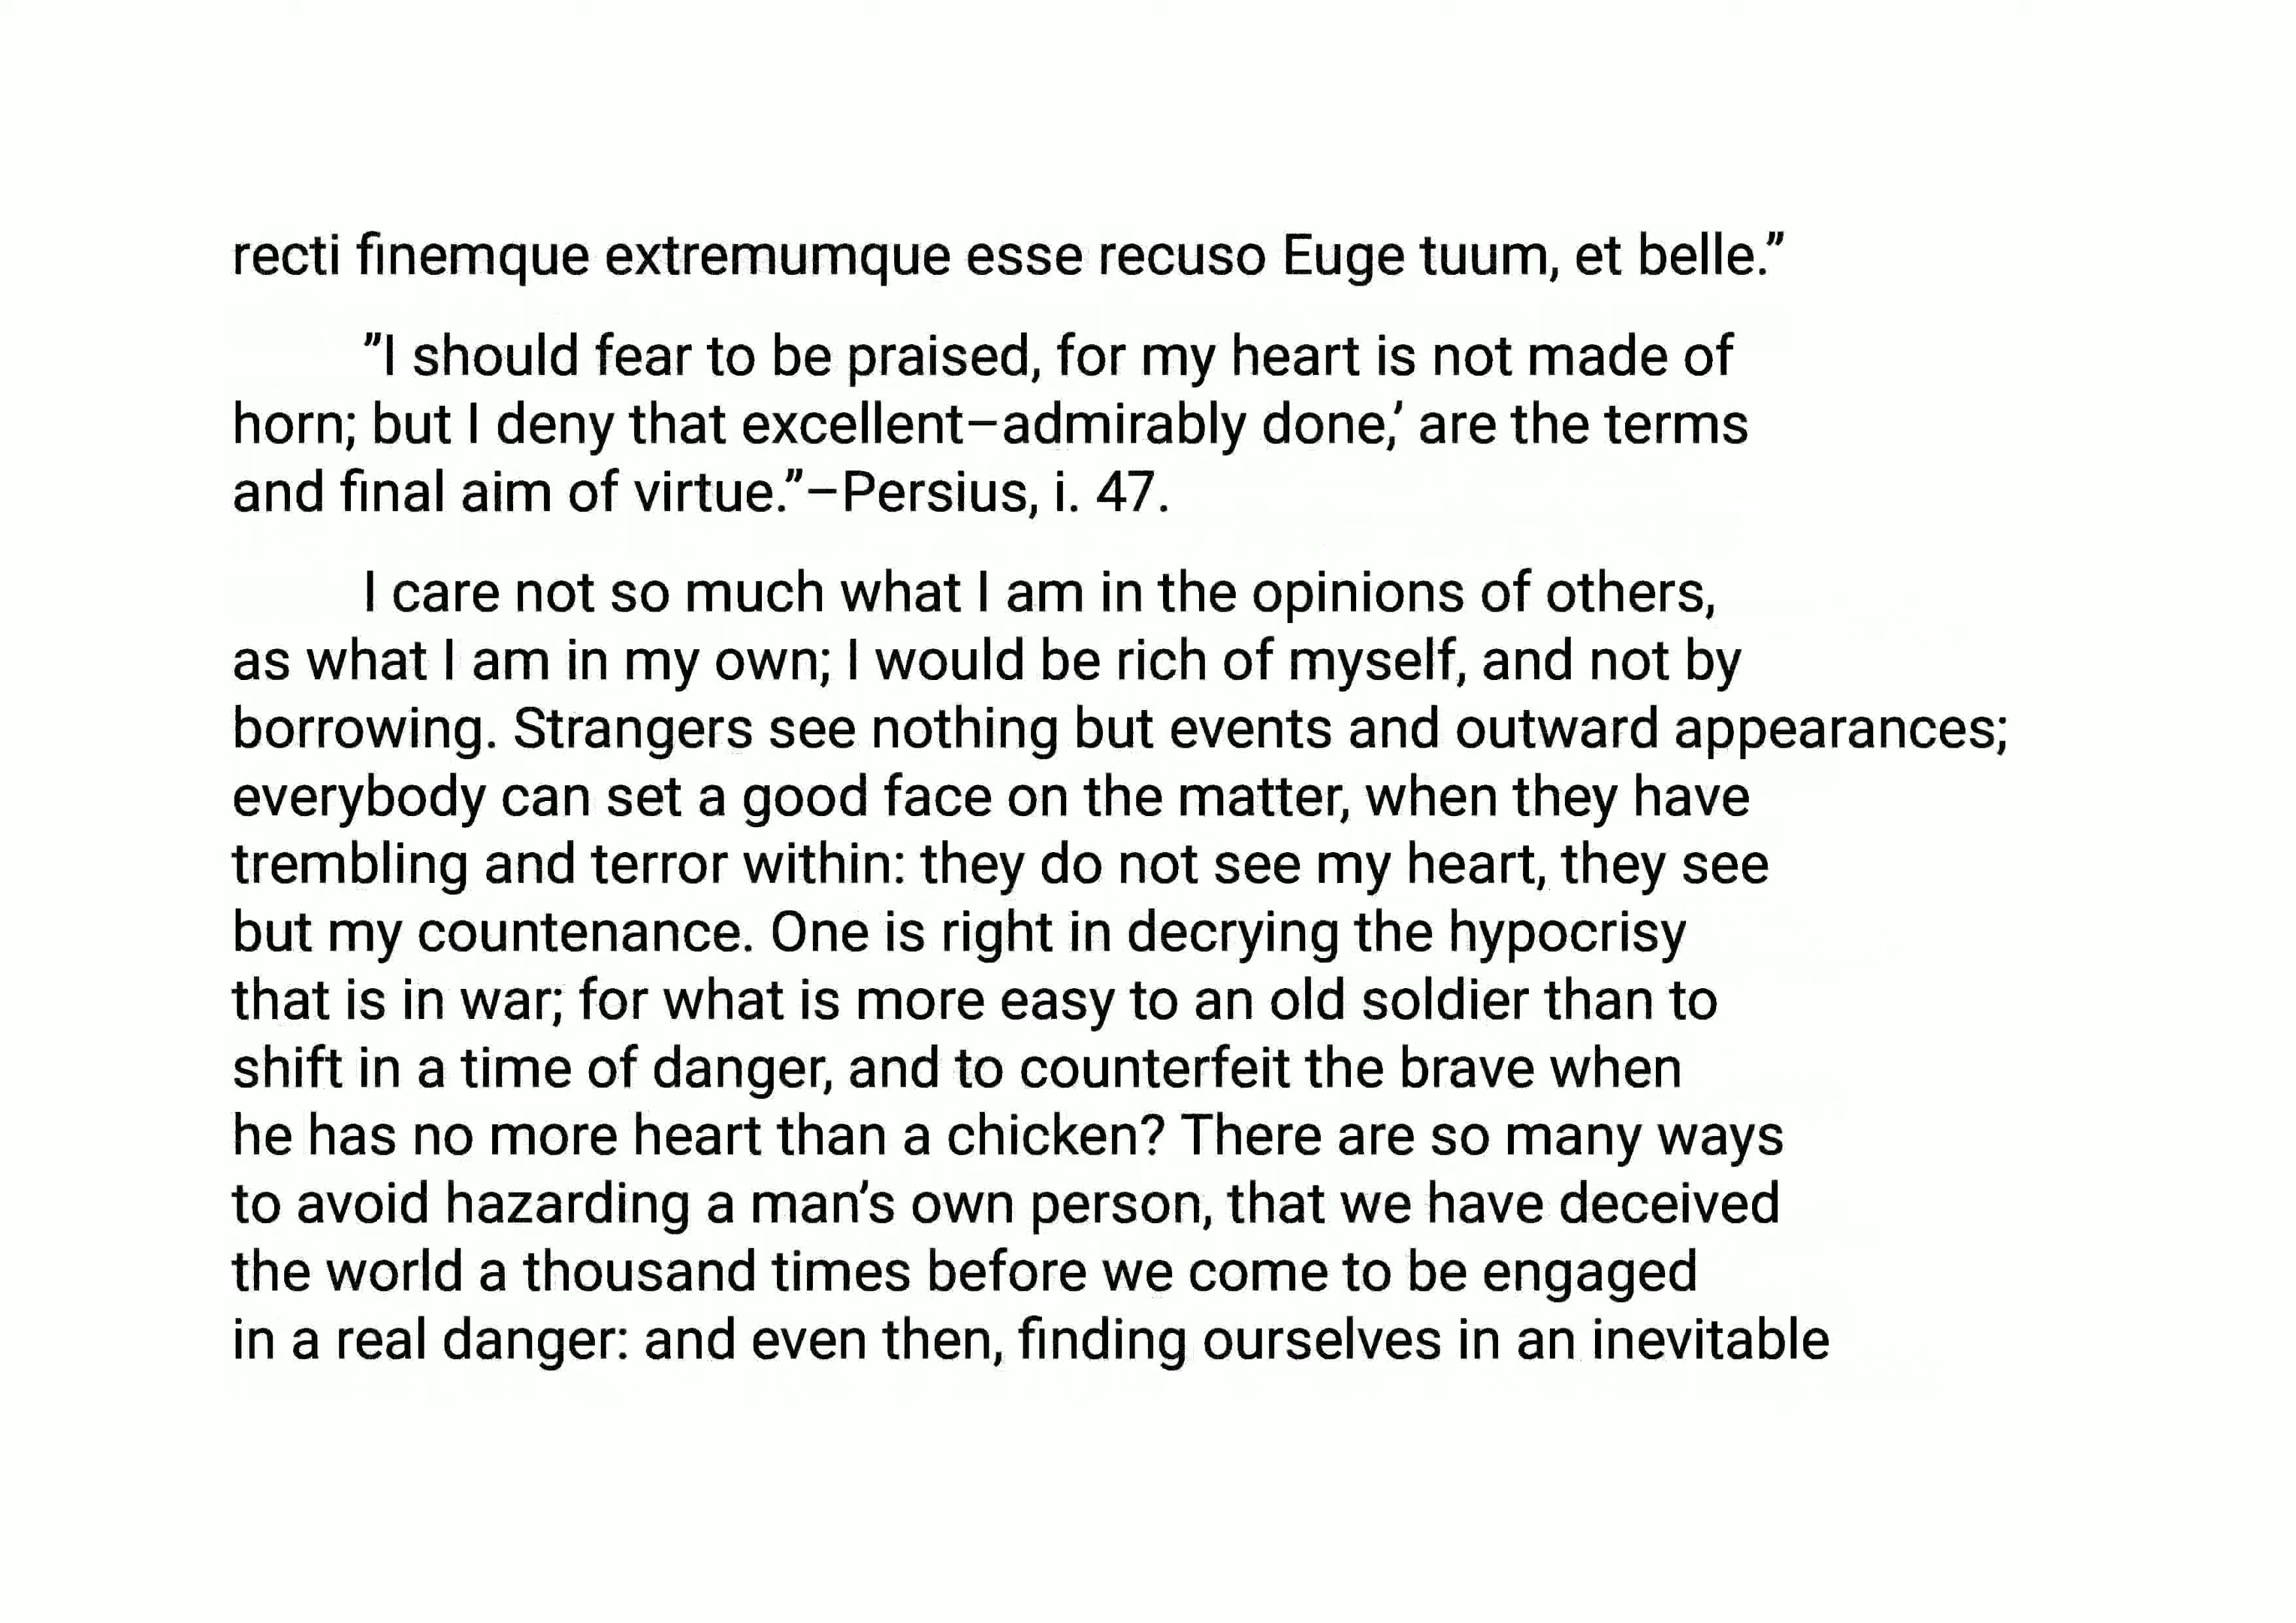 recti finemque extremumque esse recuso Euge tuum, et belle.”
”I should fear to be praised, for my heart is not made of
horn; but I deny that excellent–admirably done,’ are the terms
and final aim of virtue.”–Persius, i. 47.
I care not so much what I am in the opinions of others,
as what I am in my own; I would be rich of myself, and not by
borrowing. Strangers see nothing but events and outward appearances;
everybody can set a good face on the matter, when they have
trembling and terror within: they do not see my heart, they see
but my countenance. One is right in decrying the hypocrisy
that is in war; for what is more easy to an old soldier than to
shift in a time of danger, and to counterfeit the brave when
he has no more heart than a chicken? There are so many ways
to avoid hazarding a man’s own person, that we have deceived
the world a thousand times before we come to be engaged
in a real danger: and even then, finding ourselves in an inevitable